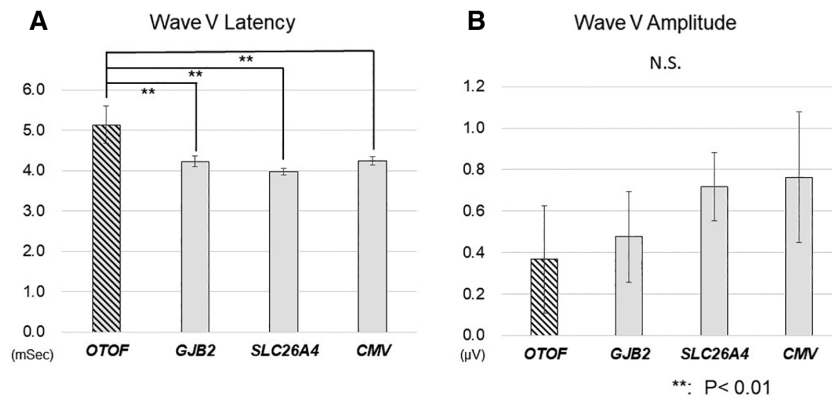 A
Wave V Latency
**
**
**
6.0
5.0
4.0
3.0
2.0
1.0
0.0
(mSec)
OTOF
GJB2
SLC26A4
CMV
B
Wave V Amplitude
N.S.
1.2
1.0
0.8
0.6
0.4
0.2
0.0
(μV)
OTOF
GJB2
SLC26A4
CMV
**: P< 0.01